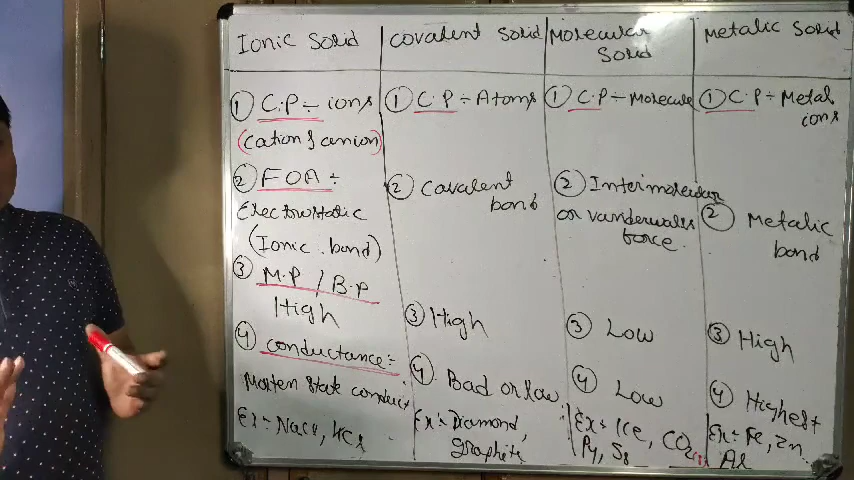 Ionic Solid
① C.P ÷ ions
(Cation & anion)
② FOA ÷
Electrostatic
(Ionic bond)
③ M.P / B.P
High
④ Conductance ÷
Molten State conduct
Ex ÷ NaCl, KCl
Covalent Solid
① C.P ÷ Atoms
② Covalent
bond
③ High
④ Bad or low
Ex ÷ Diamond,
graphite
Molecular
Solid
① C.P ÷ Molecule
② Intermolecular
or vanderwalls
force
③ Low
④ Low
Ex ÷ Ice, CO2(s)
P4, S8
Metalic Solid
① C.P ÷ Metal
ions
② Metalic
bond
③ High
④ Highest
Ex ÷ Fe, Zn
Al